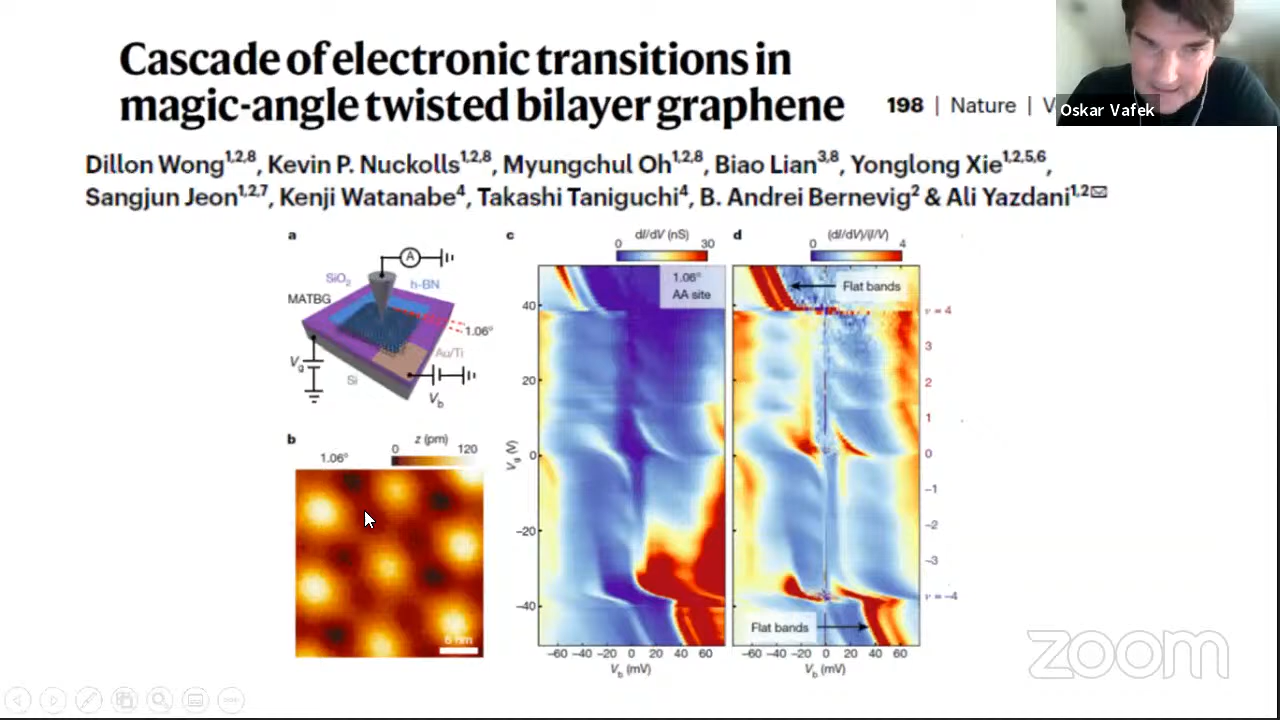 Cascade of electronic transitions in
magic-angle twisted bilayer graphene
198 | Nature | V
Oskar Vafek
Dillon Wong1,2,8, Kevin P. Nuckolls1,2,8, Myungchul Oh1,2,8, Biao Lian3,8, Yonglong Xie1,2,5,6,
Sangjun Jeon1,2,7, Kenji Watanabe4, Takashi Taniguchi4, B. Andrei Bernevig2 & Ali Yazdani1,2✉
a
A
SiO2
h-BN
MATBG
1.06°
Au/Ti
Vg
Si
Vb
b
1.06°
z (pm)
0 120
6 nm
c
dI/dV (nS)
0 30
1.06°
AA site
Vg (V)
40
20
0
−20
−40
−60 −40 −20 0 20 40 60
Vb (mV)
d
(dI/dV)/(I/V)
0 4
Flat bands
ν = 4
3
2
1
0
−1
−2
−3
ν = −4
Flat bands
−60 −40 −20 0 20 40 60
Vb (mV)
zoom